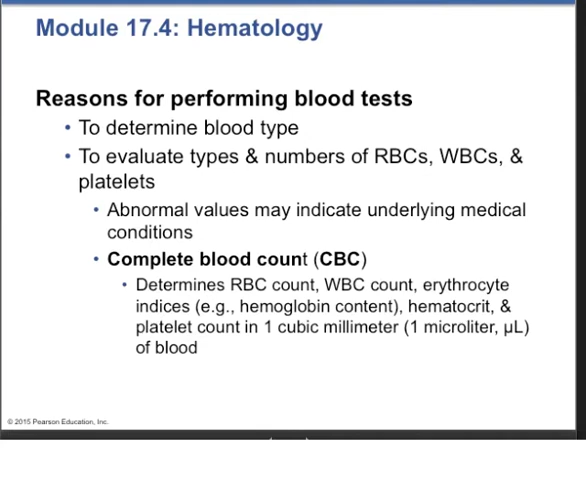 Module 17.4: Hematology
Reasons for performing blood tests
• To determine blood type
• To evaluate types & numbers of RBCs, WBCs, &
platelets
• Abnormal values may indicate underlying medical
conditions
• Complete blood count (CBC)
• Determines RBC count, WBC count, erythrocyte
indices (e.g., hemoglobin content), hematocrit, &
platelet count in 1 cubic millimeter (1 microliter, µL)
of blood
© 2015 Pearson Education, Inc.